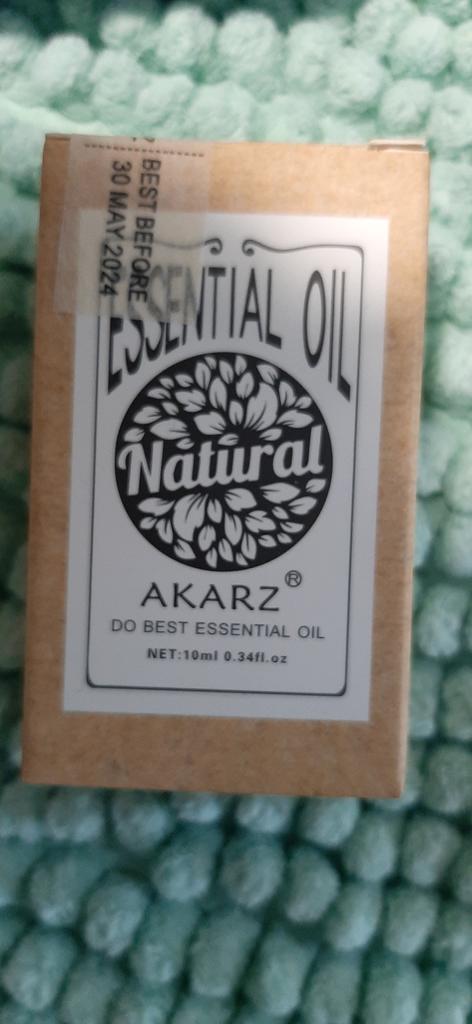 BEST BEFORE
30 MAY 2024
ESSENTIAL OIL
Natural
AKARZ®
DO BEST ESSENTIAL OIL
NET:10ml 0.34fl.oz